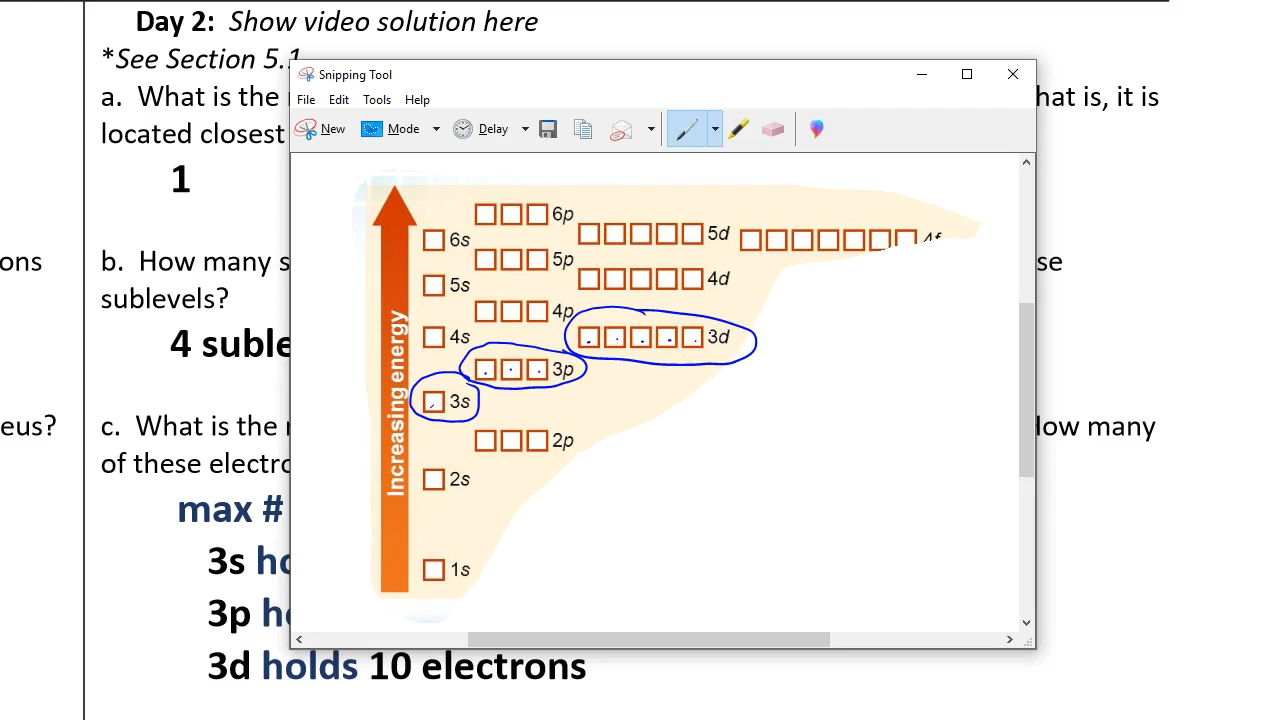 Day 2: Show video solution here
*See Section 5.1
a. What is the hat is, it is
located closest
1
ons
b. How many se
sublevels?
4 suble
eus?
c. What is the How many
of these electro
max #
3s ho
3p ho
3d holds 10 electrons
Snipping Tool
File Edit Tools Help
New Mode Delay
Increasing energy
6p
6s 5d 4f
5p
5s 4d
4p
4s 3d
3p
3s
2p
2s
1s